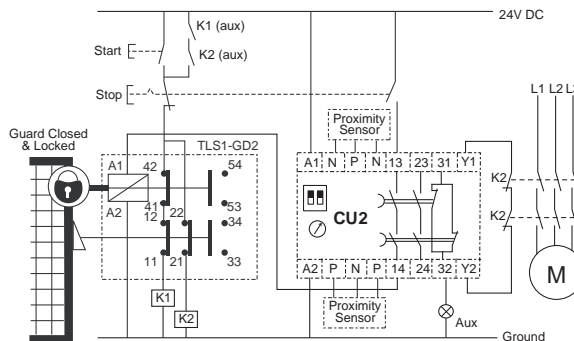 24V DC
K1 (aux)
Start
K2 (aux)
Stop
L1 L2 L3
Guard Closed
& Locked
Proximity
Sensor
TLS1-GD2
A1 42 54
A1 N P N 13 23 31 Y1
K2
A2 41 53
12 22 34
CU2
K2
11 21 33
A2 P N P 14 24 32 Y2
M
K1
K2
Proximity
Sensor
Aux
Ground